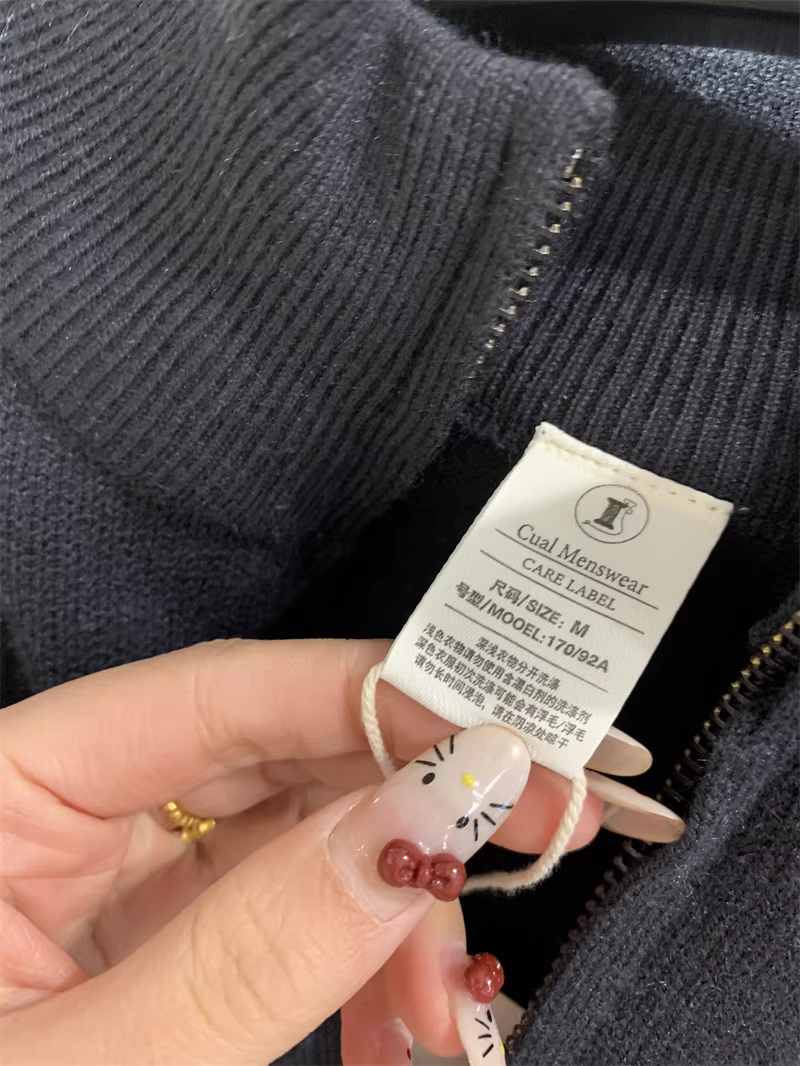 Cual Menswear
CARE LABEL
尺码/SIZE: M
号型/MOOEL:170/92A
深浅衣物分开洗涤
浅色衣物请勿使用含漂白剂的洗涤剂
深色衣服初次洗涤可能会有浮毛/浮毛
请勿长时间浸泡，请在阴凉处晾干